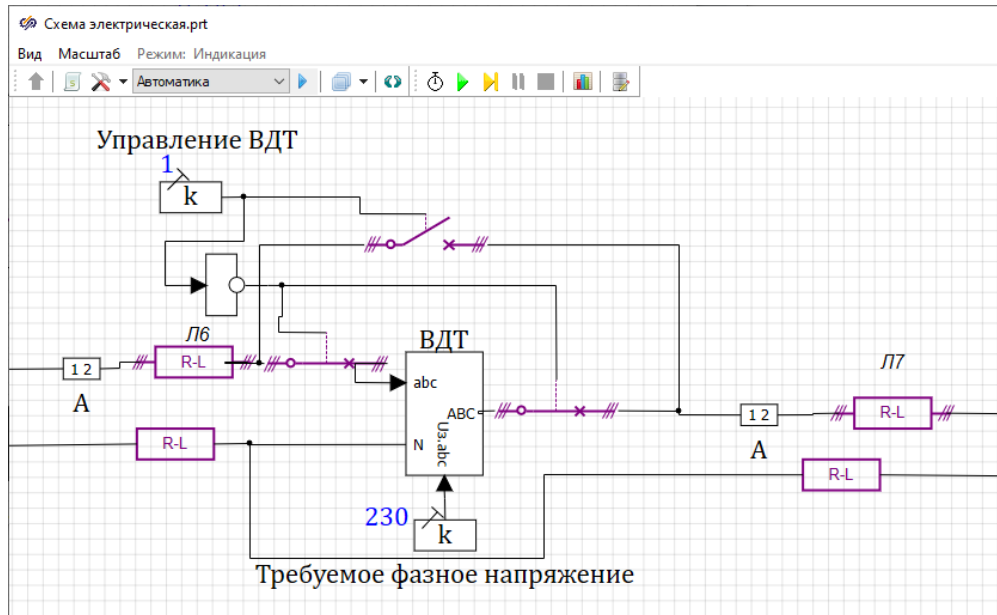 Схема электрическая.prt
Вид Масштаб Режим: Индикация
Автоматика
Управление ВДТ
1
k
Л6
ВДТ
Л7
1 2
R-L
abc
ABC
1 2
R-L
A
A
R-L
N
Uз.abc
R-L
230
k
Требуемое фазное напряжение